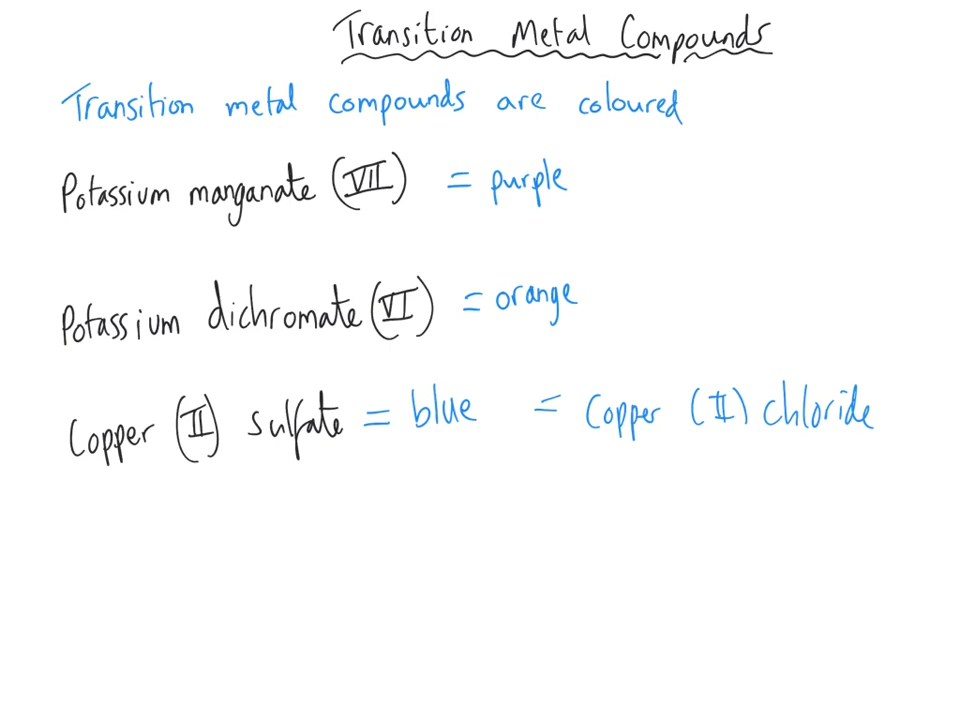 Transition Metal Compounds
Transition metal compounds are coloured
Potassium manganate (VII) = purple
Potassium dichromate (VI) = orange
Copper (II) sulfate = blue = Copper (II) chloride